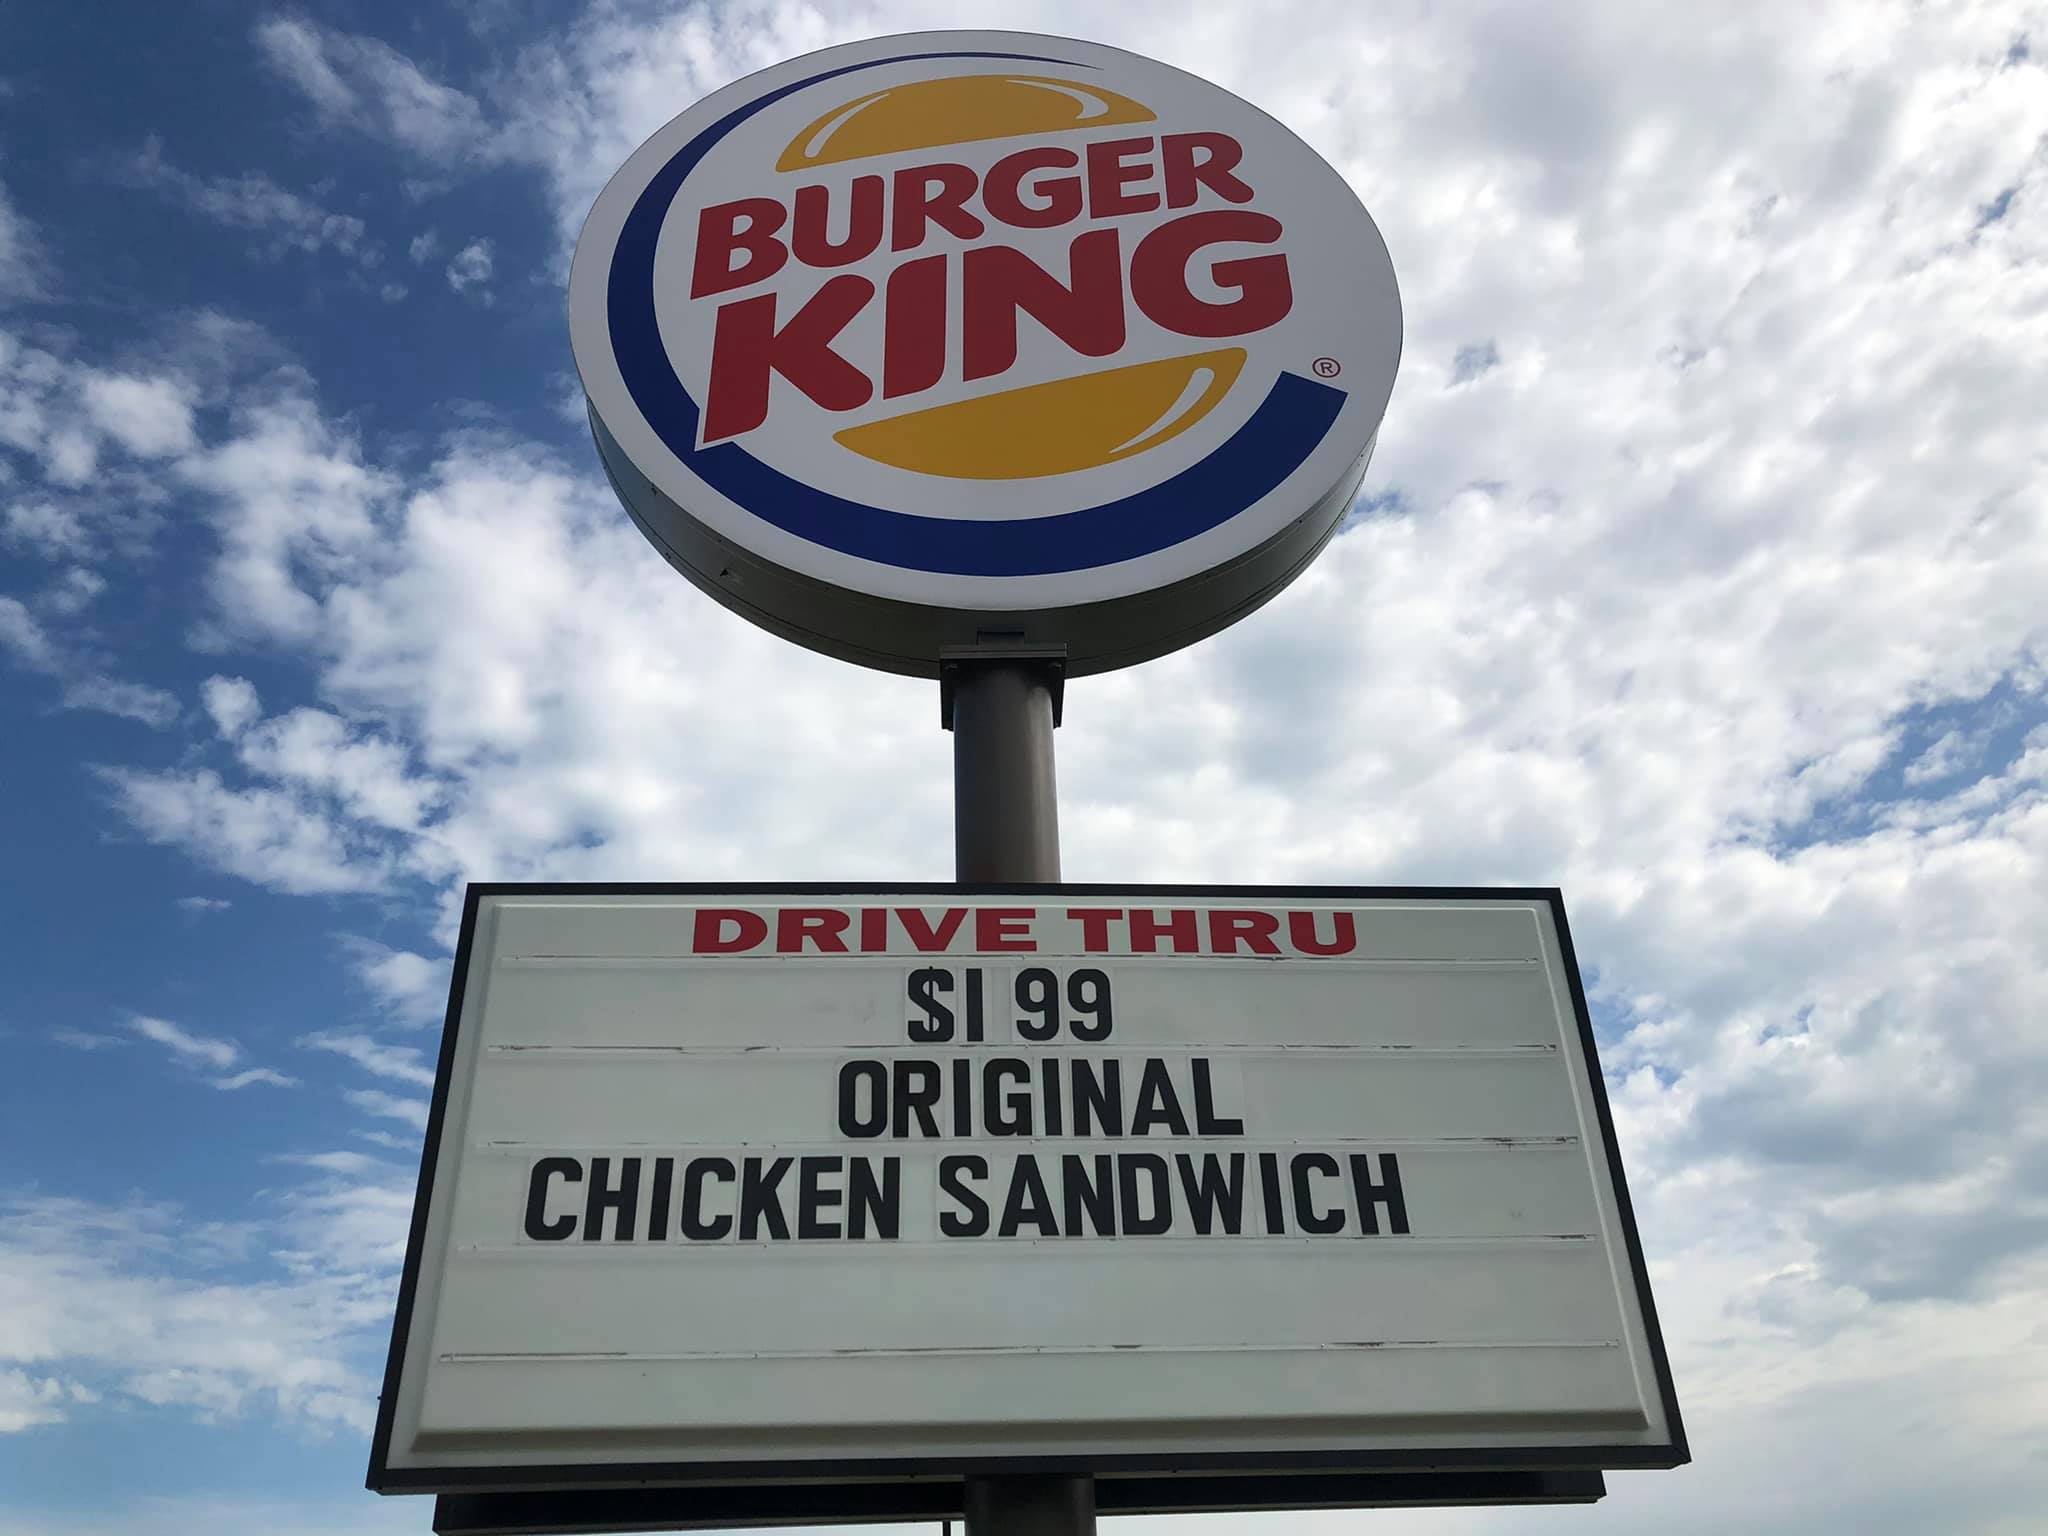 BURGER
KING
®
DRIVE THRU
$1 99
ORIGINAL
CHICKEN SANDWICH